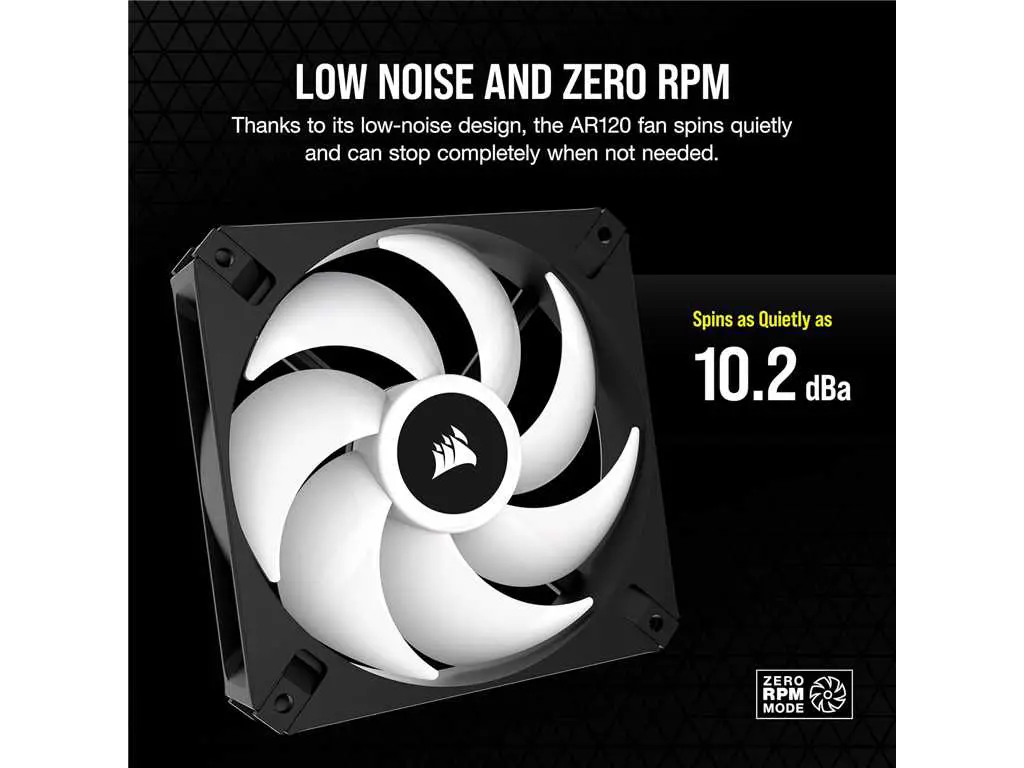 LOW NOISE AND ZERO RPM
Thanks to its low-noise design, the AR120 fan spins quietly
and can stop completely when not needed.
Spins as Quietly as
10.2 dBa
ZERO
RPM
MODE